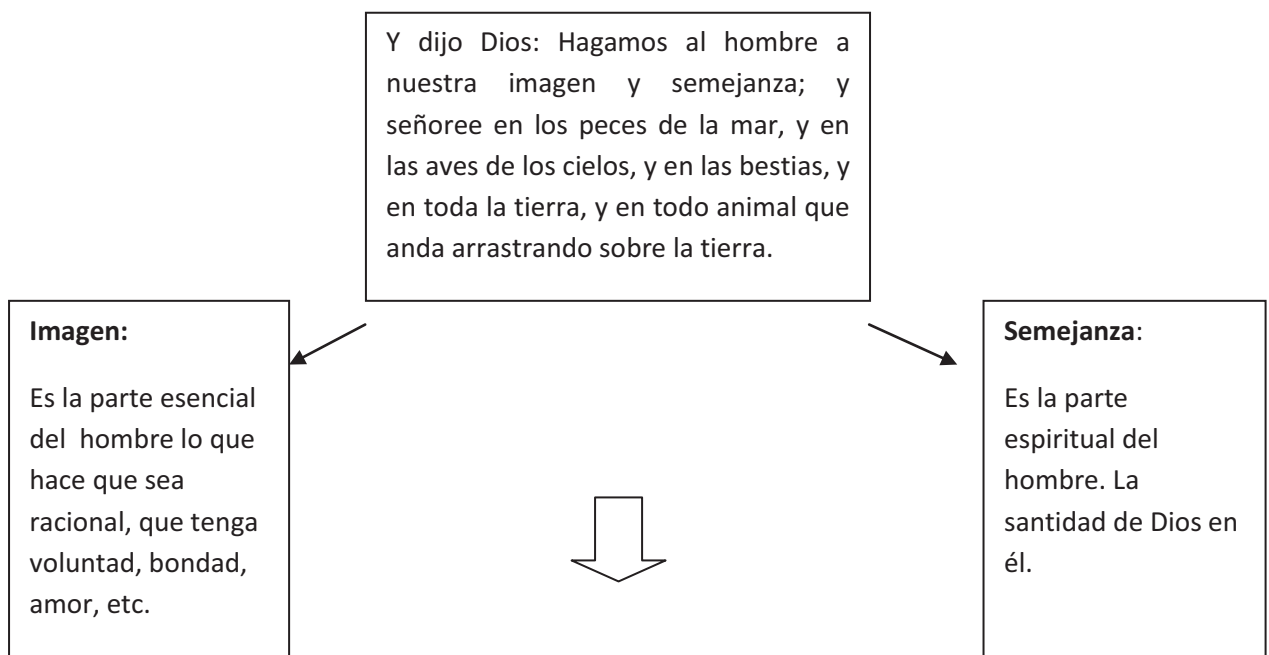 Y dijo Dios: Hagamos al hombre a
nuestra imagen y semejanza; y
señoree en los peces de la mar, y en
las aves de los cielos, y en las bestias, y
en toda la tierra, y en todo animal que
anda arrastrando sobre la tierra.
Imagen:
Es la parte esencial
del hombre lo que
hace que sea
racional, que tenga
voluntad, bondad,
amor, etc.
Semejanza:
Es la parte
espiritual del
hombre. La
santidad de Dios en
él.